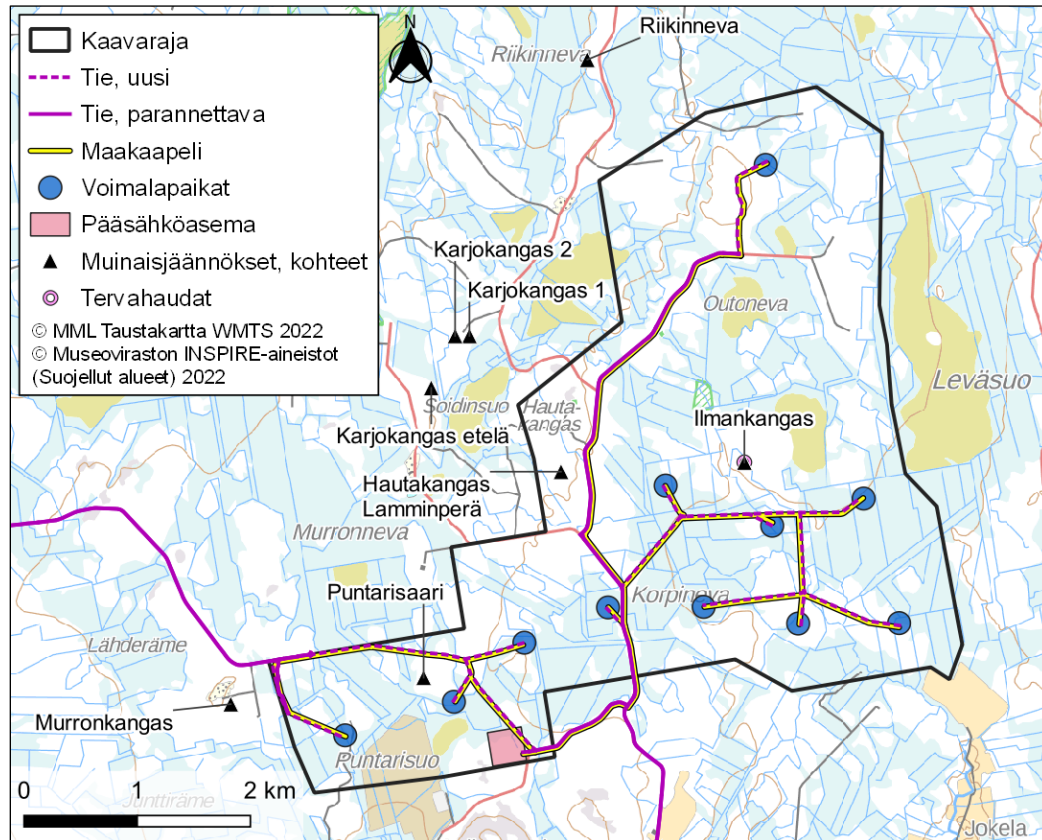 Kaavaraja
Tie, uusi
Tie, parannettava
Maakaapeli
Voimalapaikat
Pääsähköasema
Muinaisjäännökset, kohteet
Tervahaudat
© MML Taustakartta WMTS 2022
© Museoviraston INSPIRE-aineistot
(Suojellut alueet) 2022
N
Riikinneva
Riikinneva
Karjokangas 2
Karjokangas 1
Outoneva
Leväsuo
Soidinsuo
Hauta-
kangas
Karjokangas etelä
Ilmankangas
Hautakangas
Lamminperä
Murronneva
Puntarisaari
Korpineva
Lähderäme
Murronkangas
Puntarisuo
0 1 2 km
Junttiräme
Jokela